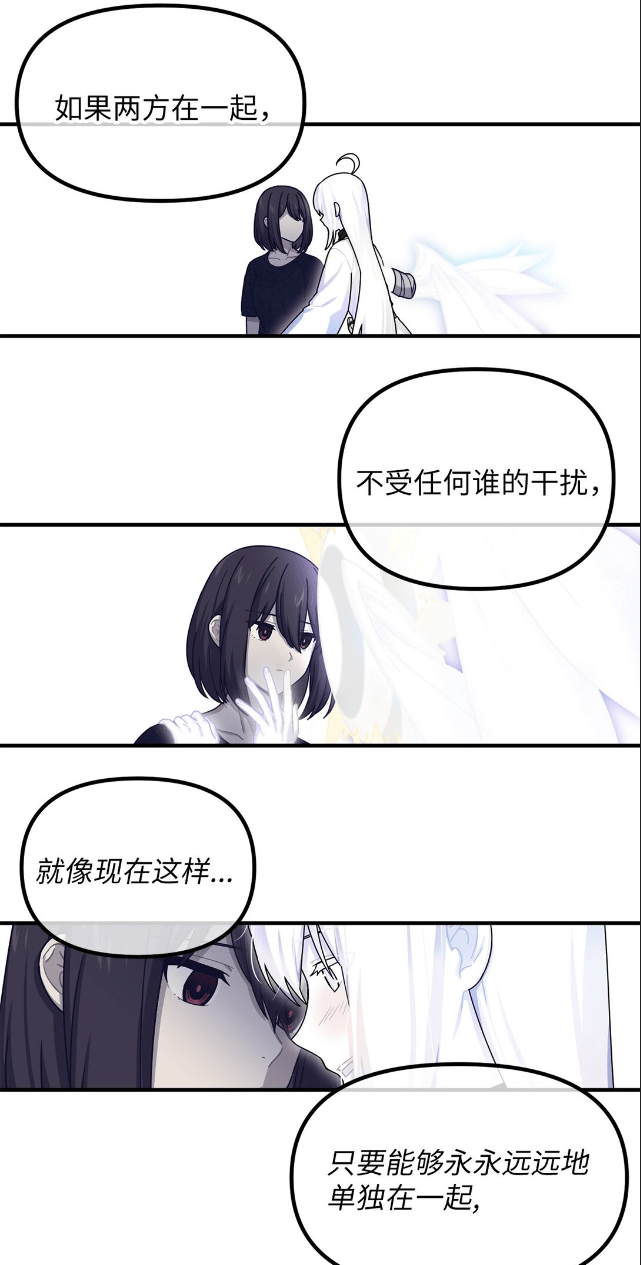 如果两方在一起，
不受任何谁的干扰，
就像现在这样...
只要能够永永远远地
单独在一起,